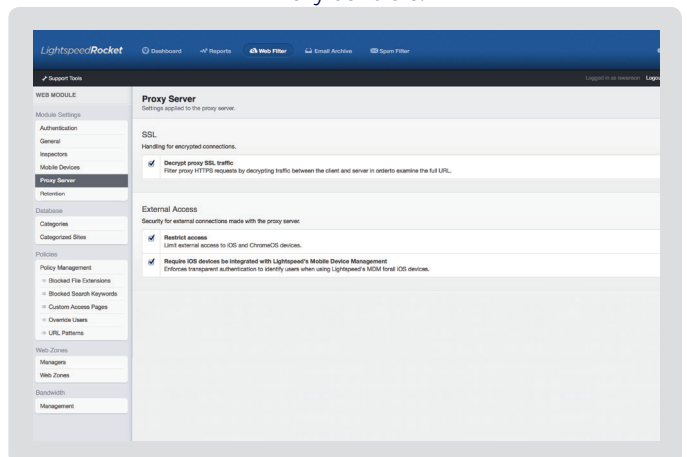 LightspeedRocket
Dashboard
Reports
Web Filter
Email Archive
Spam Filter
Support Tools
Logged in as
WEB MODULE
Module Settings
Authentication
General
Inspectors
Mobile Devices
Proxy Server
Retention
Database
Categories
Categorized Sites
Policies
Policy Management
Blocked File Extensions
Blocked Search Keywords
Custom Access Pages
Override Users
URL Patterns
Web Zones
Managers
Web Zones
Bandwidth
Management
Proxy Server
Settings applied to the proxy server.
SSL
Handling for encrypted connections.
Decrypt proxy SSL traffic
Filter proxy HTTPS requests by decrypting traffic between the client and server in orderto examine the full URL.
External Access
Security for external connections made with the proxy server.
Restrict access
Limit external access to iOS and ChromeOS devices.
Require iOS devices be integrated with Lightspeed's Mobile Device Management
Enforces transparent authentication to identify users when using Lightspeed's MDM forall iOS devices.